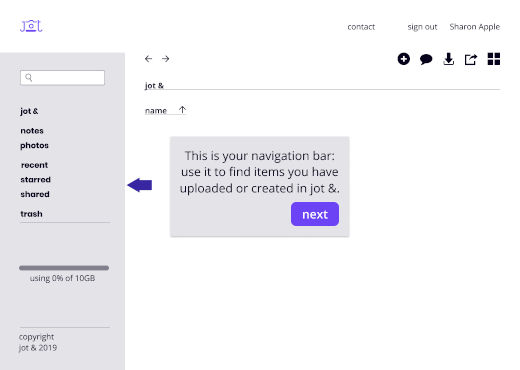 jot
contact
sign out
Sharon Apple
jot &
notes
photos
recent
starred
shared
trash
using 0% of 10GB
copyright
jot & 2019
jot &
name
This is your navigation bar:
use it to find items you have
uploaded or created in jot &.
next